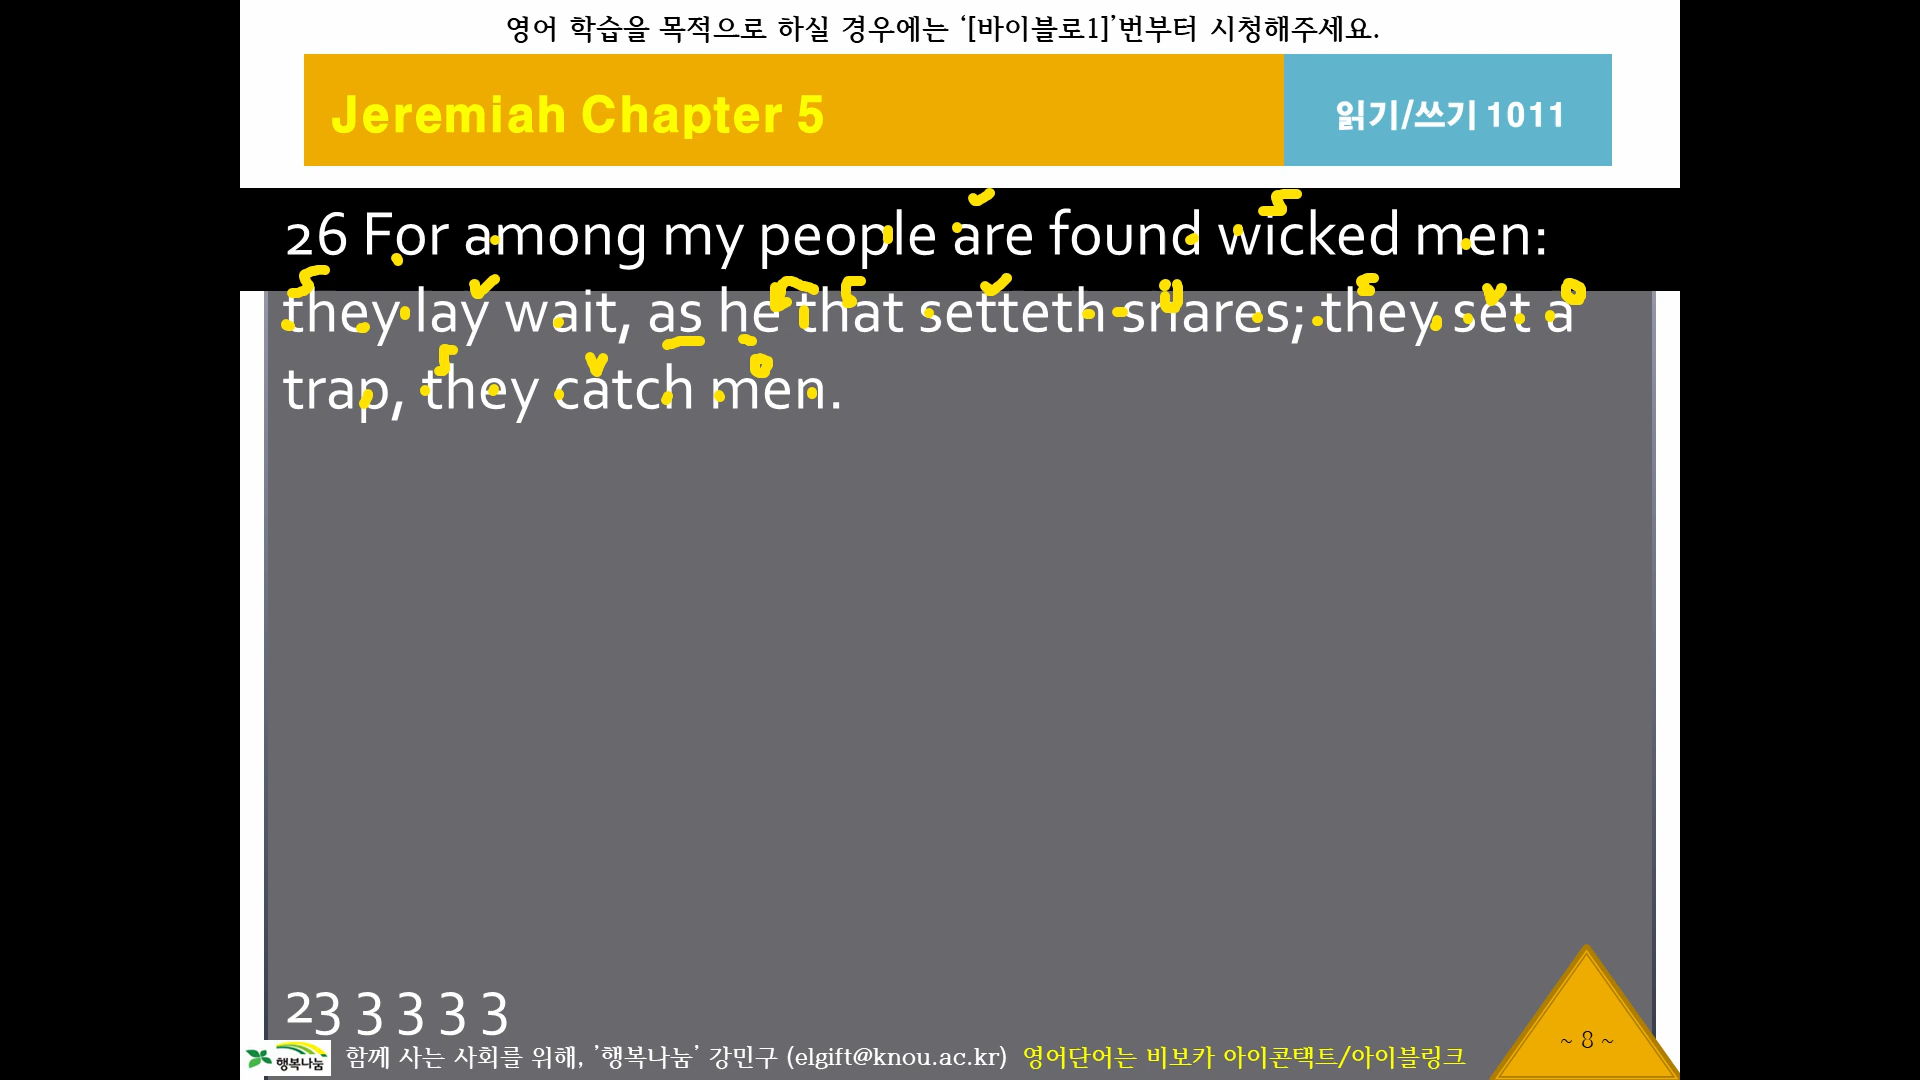 영어 학습을 목적으로 하실 경우에는 ‘[바이블로1]’번부터 시청해주세요.
Jeremiah Chapter 5
읽기/쓰기 1011
26 For among my people are found wicked men:
they lay wait, as he that setteth snares; they set a
trap, they catch men.
23 3 3 3 3
~ 8 ~
행복나눔 함께 사는 사회를 위해, ’행복나눔’ 강민구 (elgift@knou.ac.kr) 영어단어는 비보카 아이콘택트/아이블링크